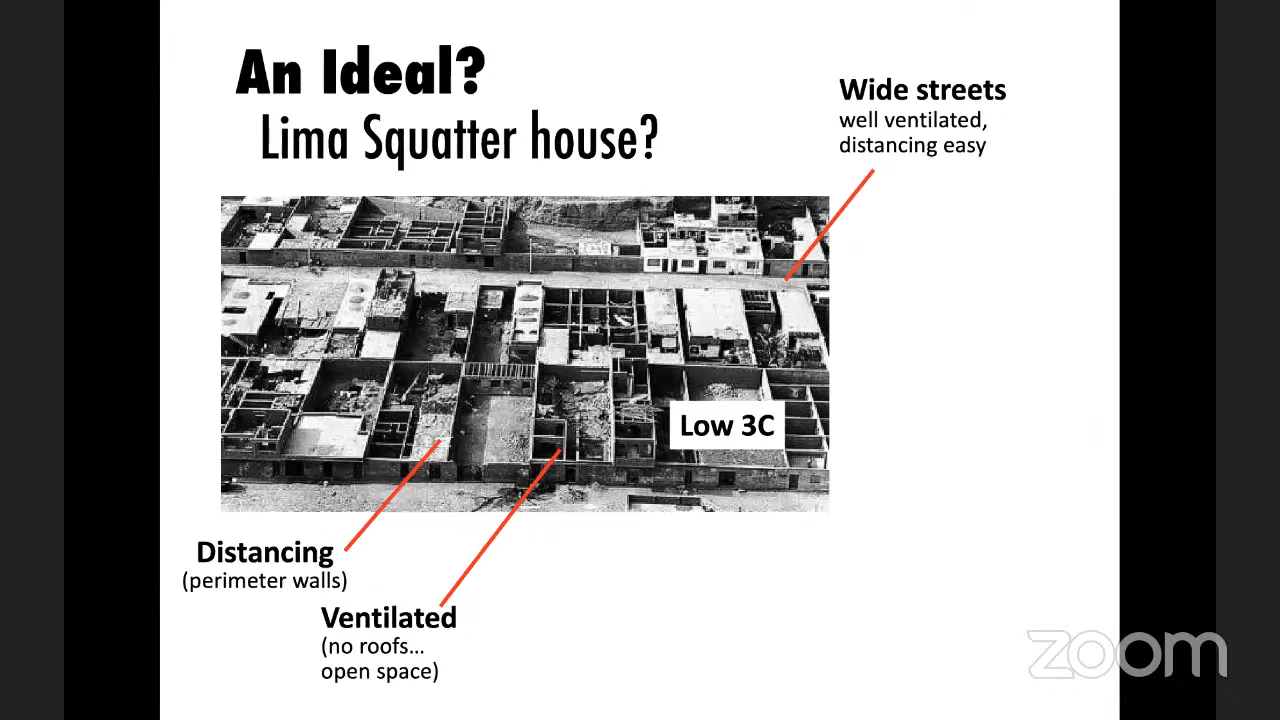 An Ideal?
Lima Squatter house?
Wide streets
well ventilated,
distancing easy
Low 3C
Distancing
(perimeter walls)
Ventilated
(no roofs...
open space)
zoom